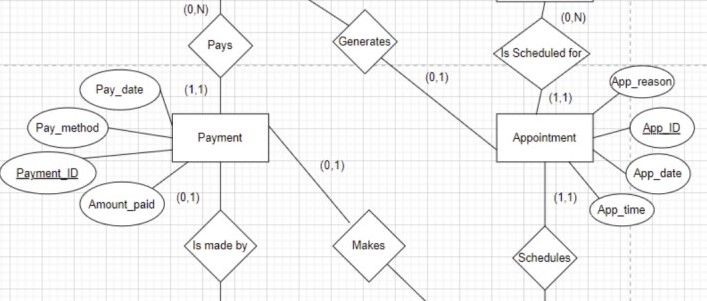 (0,N)
(0,N)
Pays
Generates
Is Scheduled for
(0,1)
App_reason
Pay_date
(1,1)
(1,1)
Pay_method
Payment
Appointment
App_ID
(0,1)
Payment_ID
App_date
Amount_paid
(0,1)
(1,1)
App_time
Is made by
Makes
Schedules